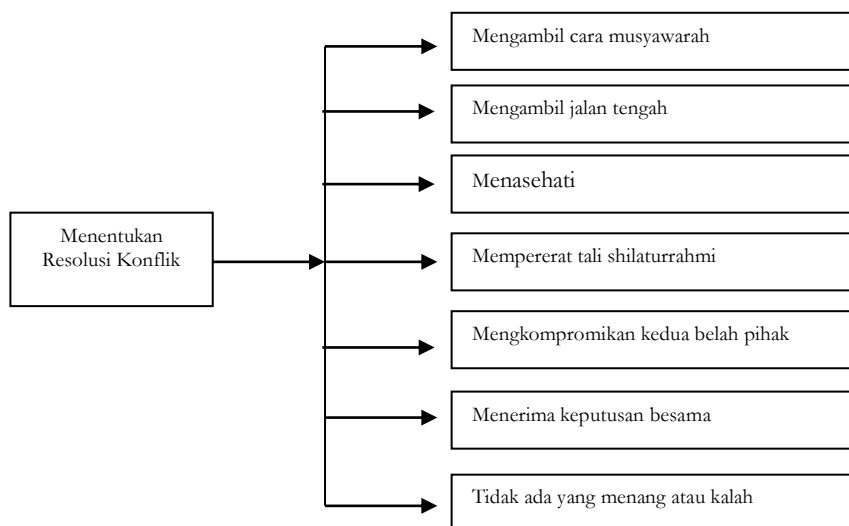 Mengambil cara musyawarah
Mengambil jalan tengah
Menasehati
Menentukan
Resolusi Konflik
Mempererat tali shilaturrahmi
Mengkompromikan kedua belah pihak
Menerima keputusan besama
Tidak ada yang menang atau kalah